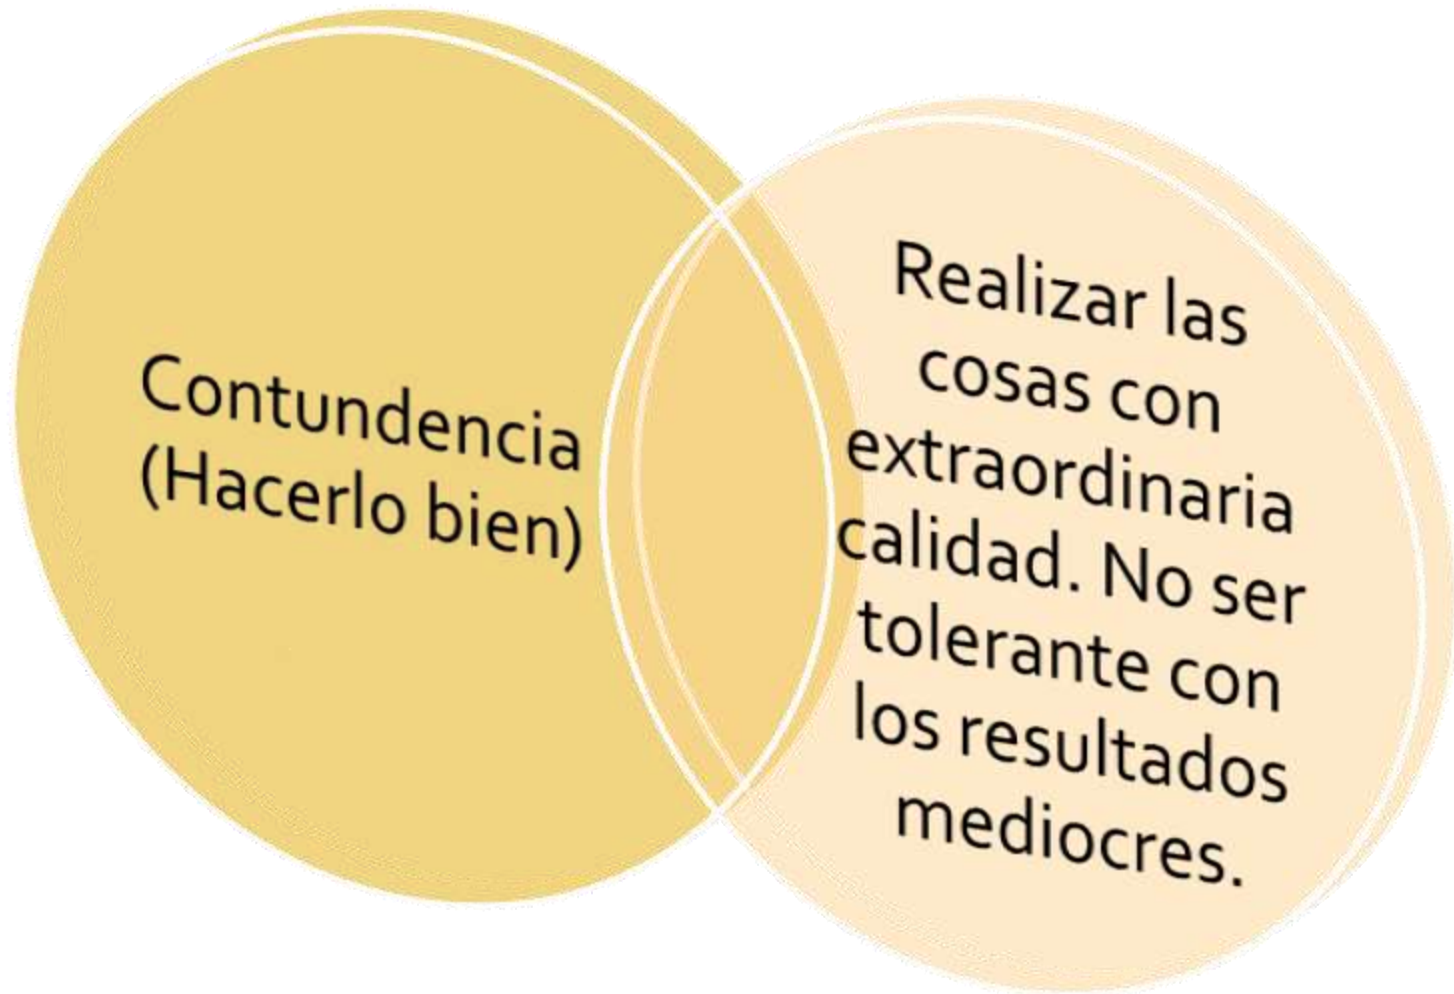 Contundencia
(Hacerlo bien)
Realizar las
cosas con
extraordinaria
calidad. No ser
tolerante con
los resultados
mediocres.